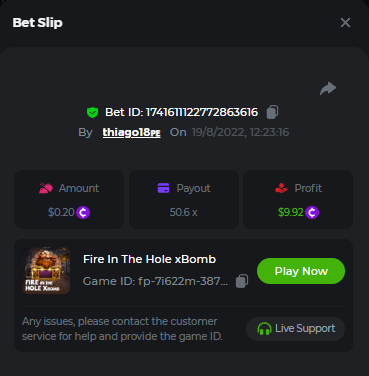 Bet Slip
Bet ID: 1741611122772863616
By thiago18ᴘᴇ On 19/8/2022, 12:23:16
Amount Payout Profit
$0.20 50.6 x $9.92
Fire In The Hole xBomb
Game ID: fp-7i622m-387...
Play Now
FIRE IN THE
HOLE XBOMB
Any issues, please contact the customer
service for help and provide the game ID.
Live Support